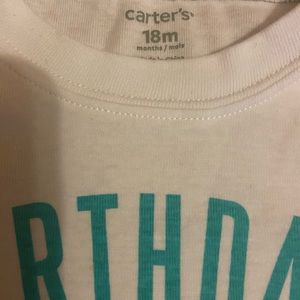 carter's
18m
months / mois
RTHDA